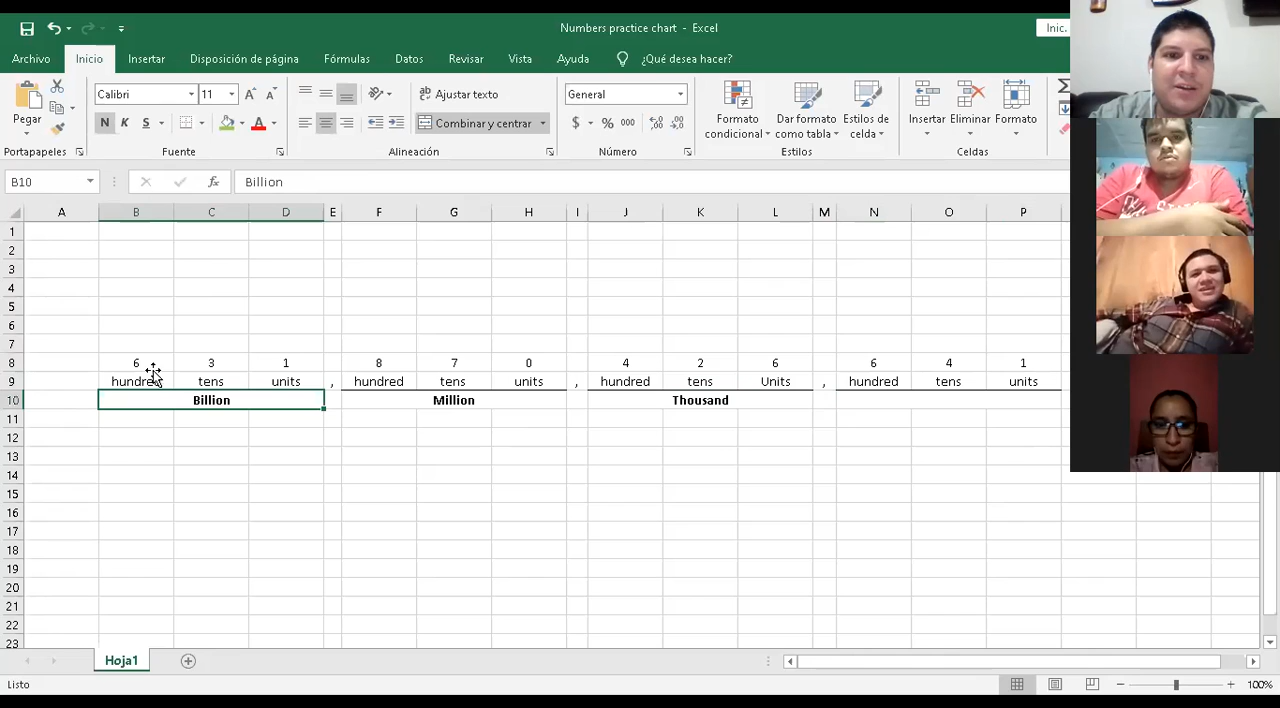 Numbers practice chart - Excel
Inic.
Archivo Inicio Insertar Disposición de página Fórmulas Datos Revisar Vista Ayuda ¿Qué desea hacer?
Pegar
Calibri 11 A A
N K S A
Ajustar texto
Combinar y centrar
General
$ % 000
Formato condicional
Dar formato como tabla
Estilos de celda
Insertar Eliminar Formato
Portapapeles Fuente Alineación Número Estilos Celdas
B10 fx Billion
A B C D E F G H I J K L M N O P
1
2
3
4
5
6
7
8 6 3 1 8 7 0 4 2 6 6 4 1
9 hundred tens units , hundred tens units , hundred tens Units , hundred tens units
10 Billion Million Thousand
11
12
13
14
15
16
17
18
19
20
21
22
23
Hoja1
Listo 100%